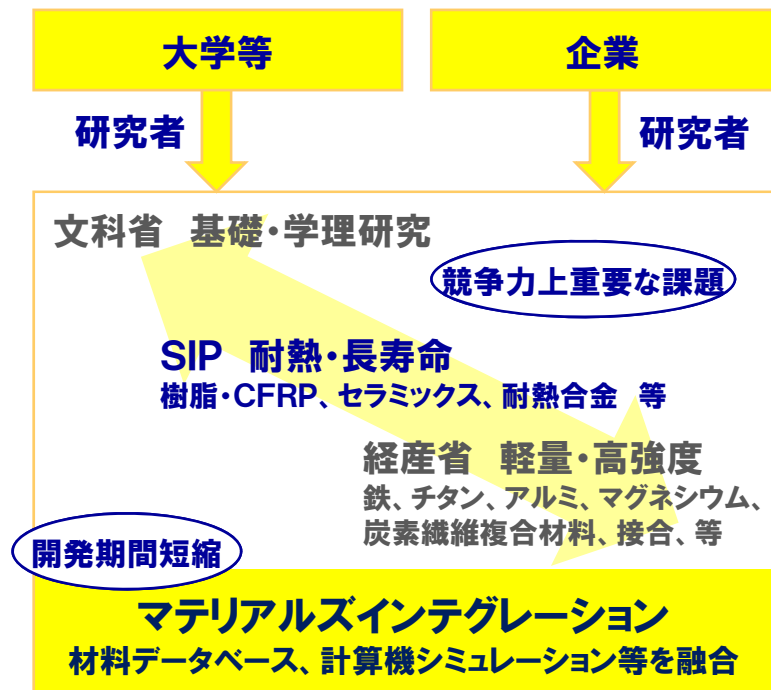 大学等
企業
研究者
研究者
文科省 基礎・学理研究
競争力上重要な課題
SIP 耐熱・長寿命
樹脂・CFRP、セラミックス、耐熱合金 等
経産省 軽量・高強度
鉄、チタン、アルミ、マグネシウム、
炭素繊維複合材料、接合、等
開発期間短縮
マテリアルズインテグレーション
材料データベース、計算機シミュレーション等を融合